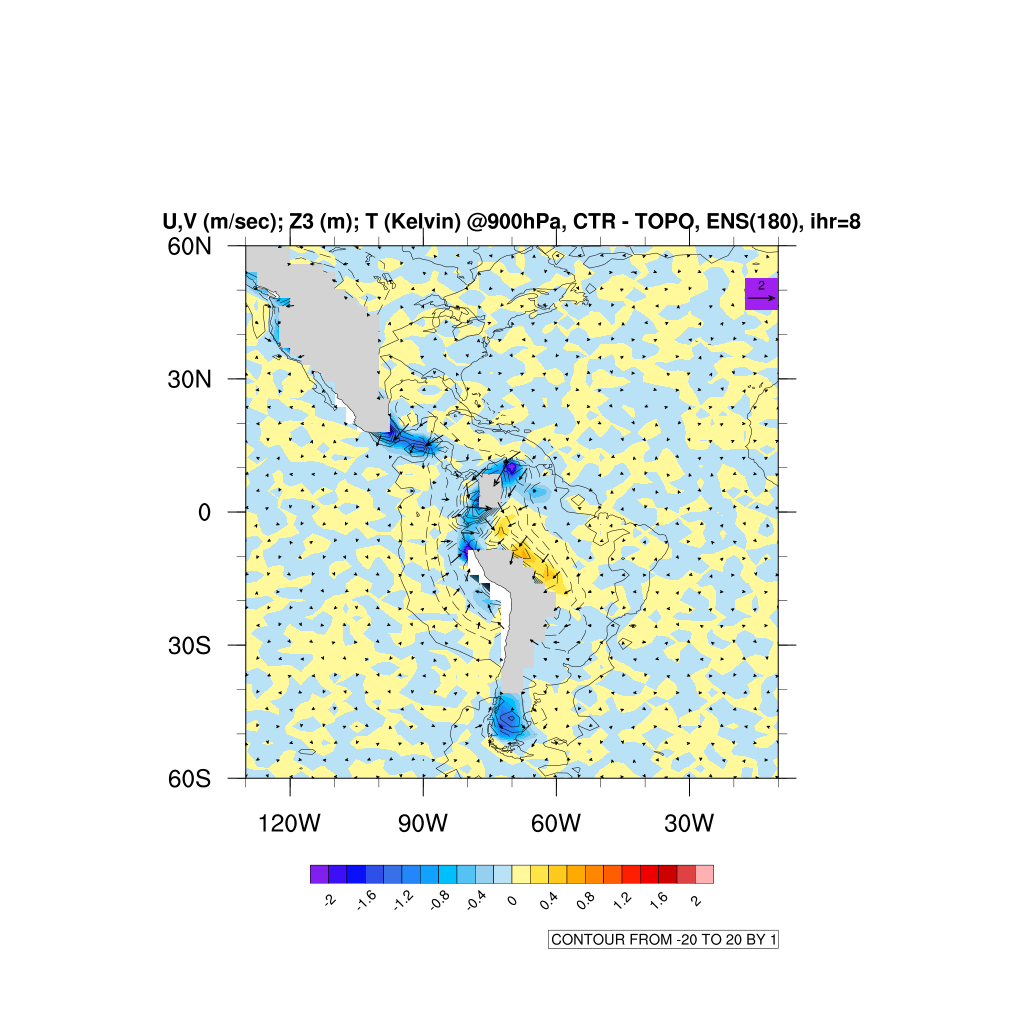 U,V (m/sec); Z3 (m); T (Kelvin) @900hPa, CTR - TOPO, ENS(180), ihr=8
60N
2
30N
0
30S
60S
120W 90W 60W 30W
-2 -1.6 -1.2 -0.8 -0.4 0 0.4 0.8 1.2 1.6 2
CONTOUR FROM -20 TO 20 BY 1